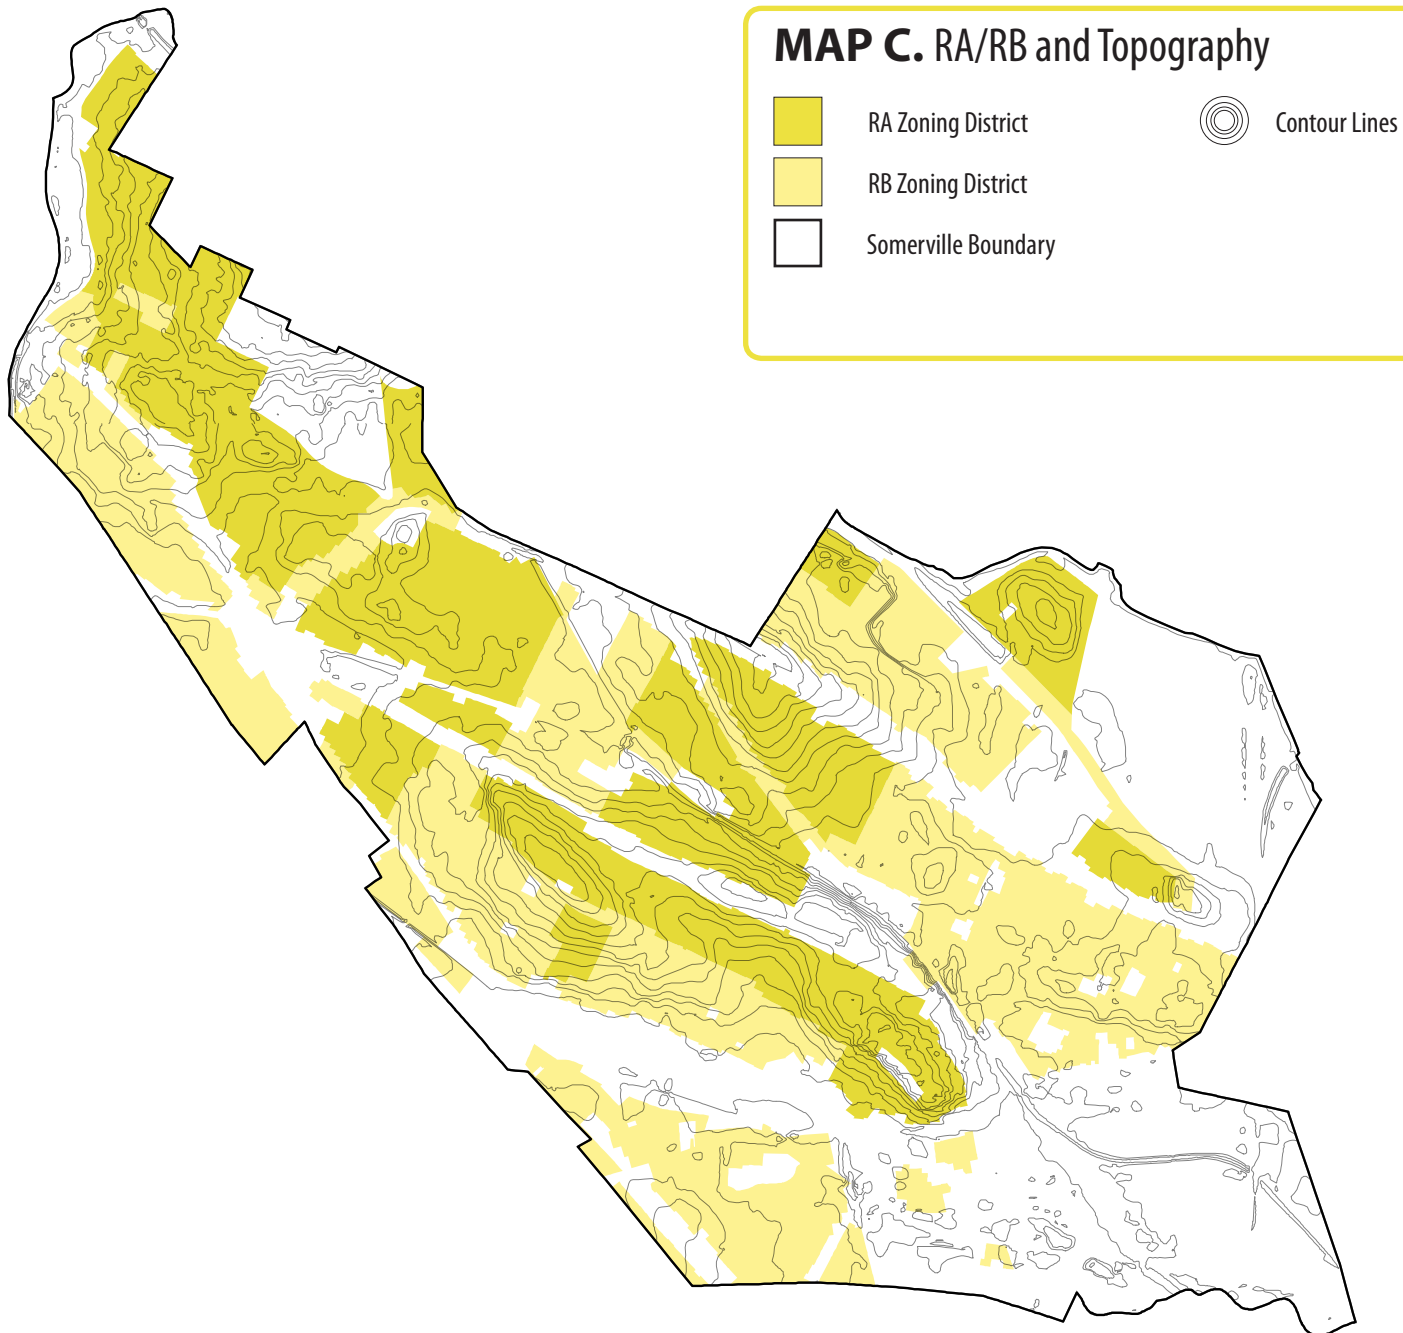 MAP C. RA/RB and Topography
RA Zoning District
Contour Lines
RB Zoning District
Somerville Boundary